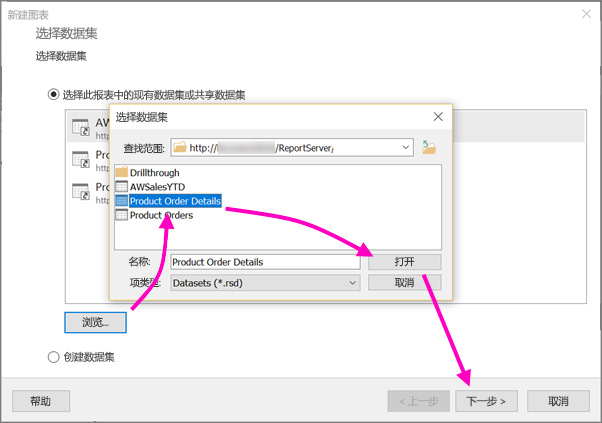 新建图表
选择数据集
选择数据集
选择此报表中的现有数据集或共享数据集
AW
http
Pro
http
Pro
http
选择数据集
查找范围: http:// /ReportServer/
Drillthrough
AWSalesYTD
Product Order Details
Product Orders
名称: Product Order Details 打开
项类型: Datasets (*.rsd) 取消
浏览...
创建数据集
帮助 < 上一步 下一步 > 取消